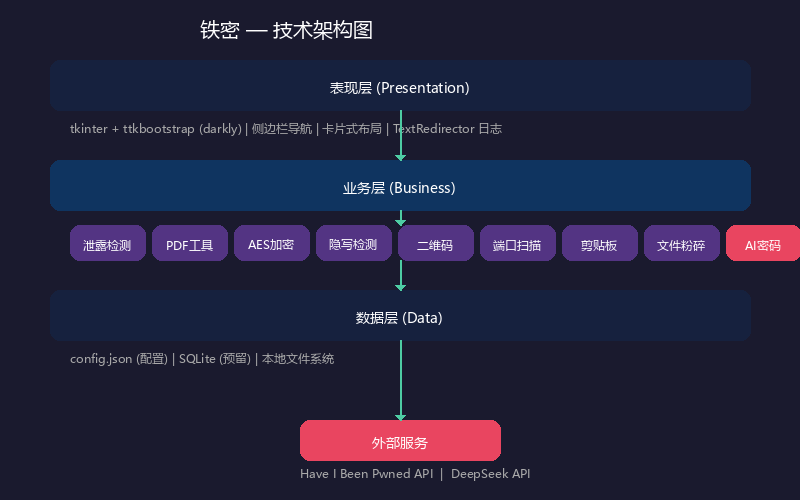 铁密 — 技术架构图
表现层 (Presentation)
tkinter + ttkbootstrap (darkly) | 侧边栏导航 | 卡片式布局 | TextRedirector 日志
业务层 (Business)
泄露检测 PDF工具 AES加密 隐写检测 二维码 端口扫描 剪贴板 文件粉碎 AI密码
数据层 (Data)
config.json (配置) | SQLite (预留) | 本地文件系统
外部服务
Have I Been Pwned API | DeepSeek API